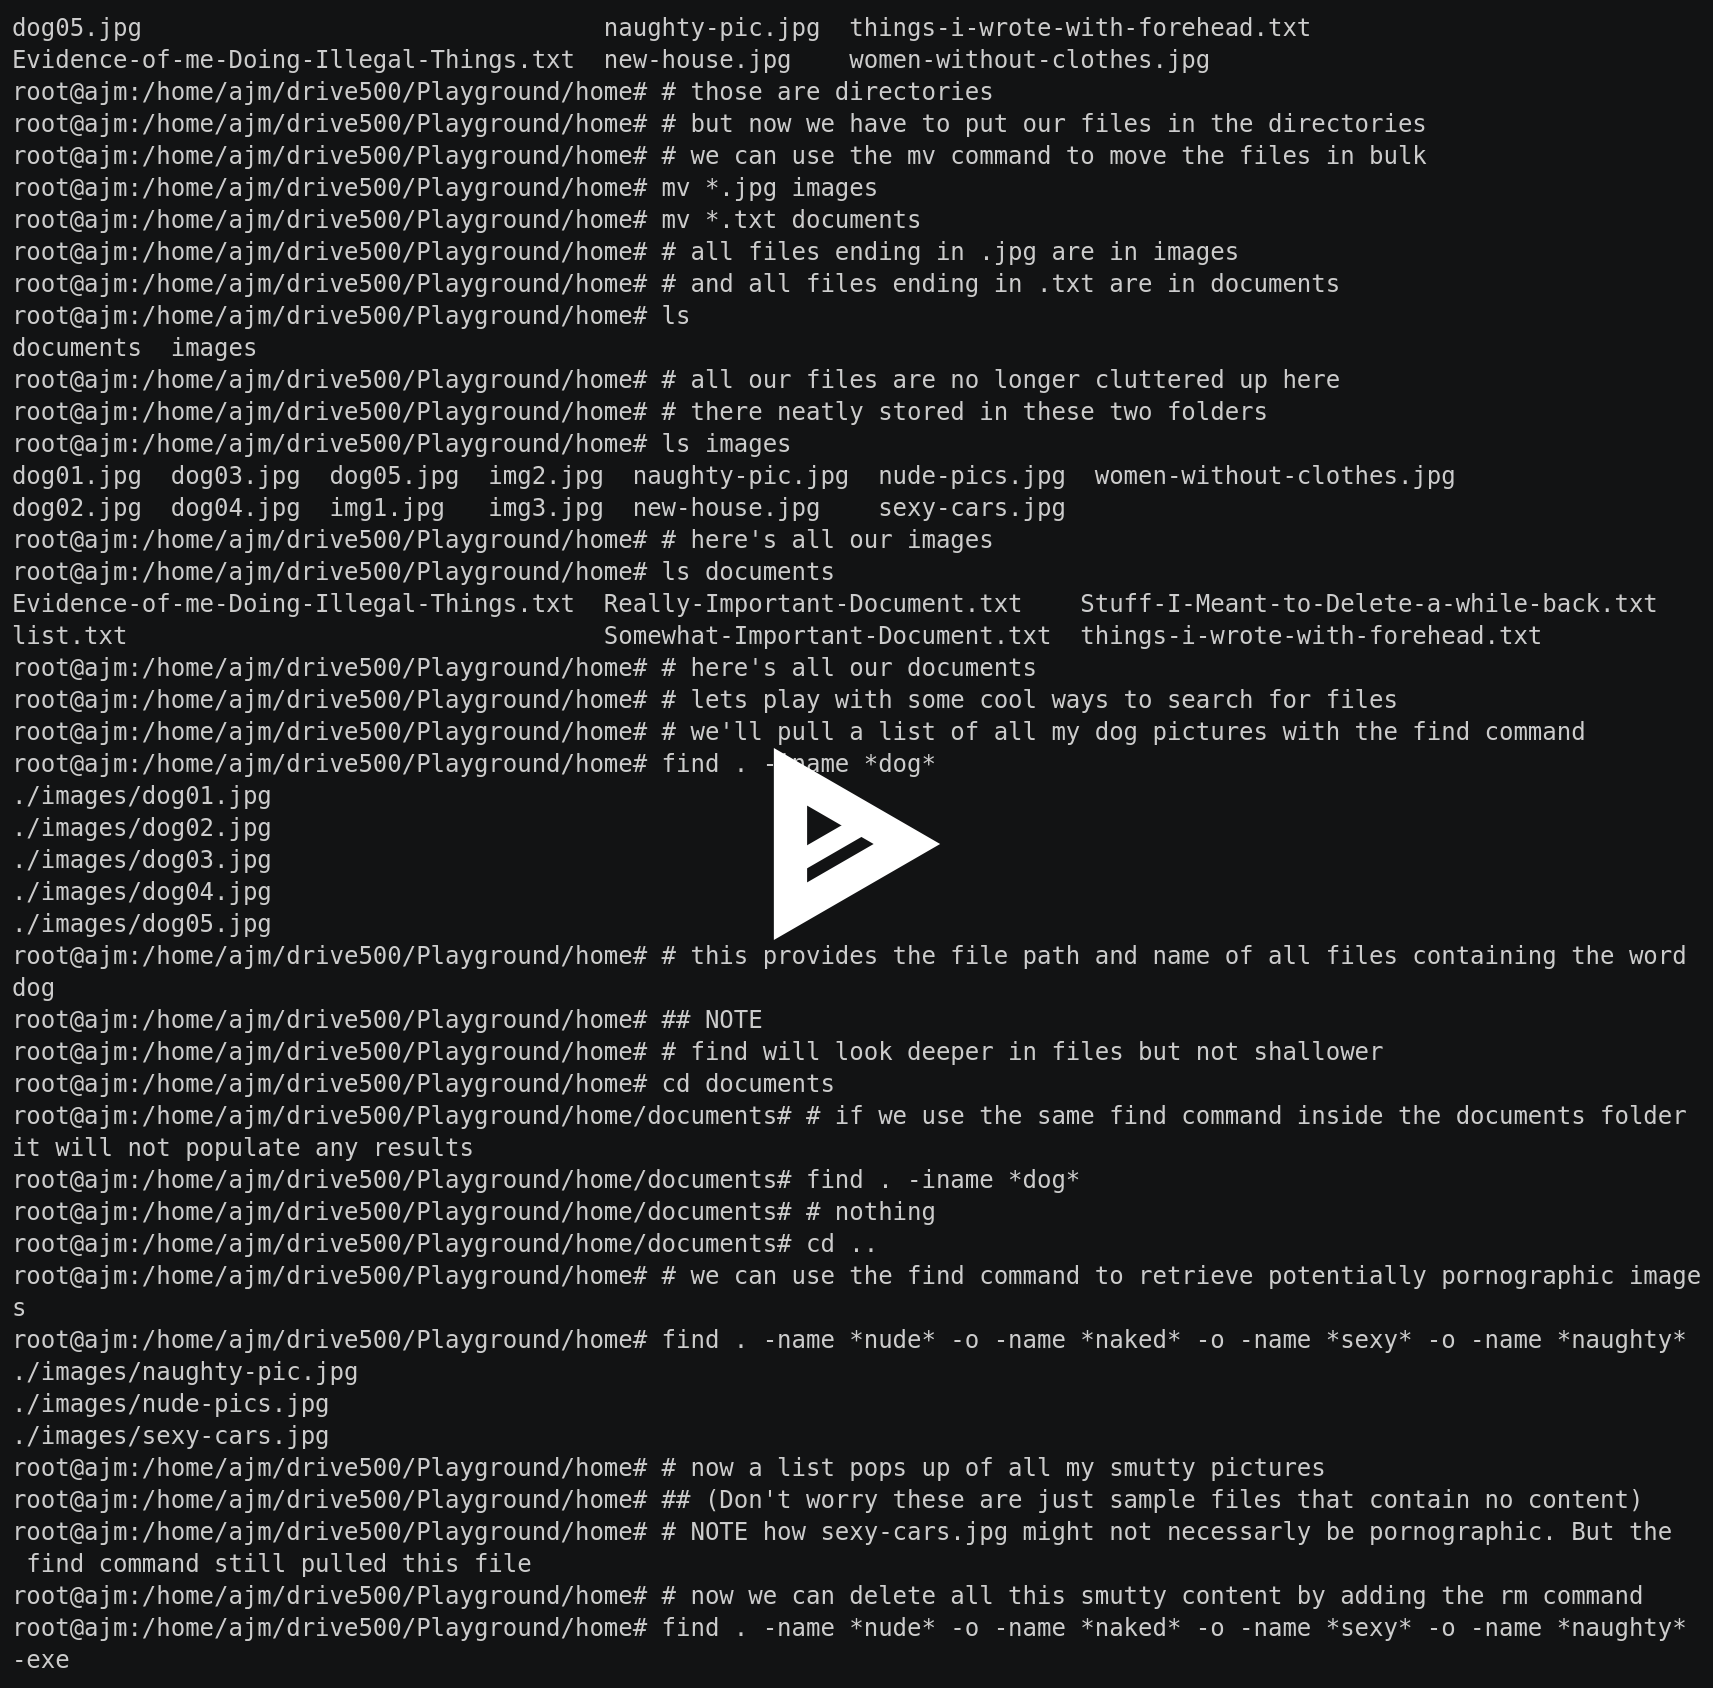 dog05.jpg                                naughty-pic.jpg  things-i-wrote-with-forehead.txt
Evidence-of-me-Doing-Illegal-Things.txt  new-house.jpg    women-without-clothes.jpg
root@ajm:/home/ajm/drive500/Playground/home# # those are directories
root@ajm:/home/ajm/drive500/Playground/home# # but now we have to put our files in the directories
root@ajm:/home/ajm/drive500/Playground/home# # we can use the mv command to move the files in bulk
root@ajm:/home/ajm/drive500/Playground/home# mv *.jpg images
root@ajm:/home/ajm/drive500/Playground/home# mv *.txt documents
root@ajm:/home/ajm/drive500/Playground/home# # all files ending in .jpg are in images
root@ajm:/home/ajm/drive500/Playground/home# # and all files ending in .txt are in documents
root@ajm:/home/ajm/drive500/Playground/home# ls
documents  images
root@ajm:/home/ajm/drive500/Playground/home# # all our files are no longer cluttered up here
root@ajm:/home/ajm/drive500/Playground/home# # there neatly stored in these two folders
root@ajm:/home/ajm/drive500/Playground/home# ls images
dog01.jpg  dog03.jpg  dog05.jpg  img2.jpg  naughty-pic.jpg  nude-pics.jpg  women-without-clothes.jpg
dog02.jpg  dog04.jpg  img1.jpg   img3.jpg  new-house.jpg    sexy-cars.jpg
root@ajm:/home/ajm/drive500/Playground/home# # here's all our images
root@ajm:/home/ajm/drive500/Playground/home# ls documents
Evidence-of-me-Doing-Illegal-Things.txt  Really-Important-Document.txt    Stuff-I-Meant-to-Delete-a-while-back.txt
list.txt                                 Somewhat-Important-Document.txt  things-i-wrote-with-forehead.txt
root@ajm:/home/ajm/drive500/Playground/home# # here's all our documents
root@ajm:/home/ajm/drive500/Playground/home# # lets play with some cool ways to search for files
root@ajm:/home/ajm/drive500/Playground/home# # we'll pull a list of all my dog pictures with the find command
root@ajm:/home/ajm/drive500/Playground/home# find . -iname *dog*
./images/dog01.jpg
./images/dog02.jpg
./images/dog03.jpg
./images/dog04.jpg
./images/dog05.jpg
root@ajm:/home/ajm/drive500/Playground/home# # this provides the file path and name of all files containing the word
dog
root@ajm:/home/ajm/drive500/Playground/home# ## NOTE
root@ajm:/home/ajm/drive500/Playground/home# # find will look deeper in files but not shallower
root@ajm:/home/ajm/drive500/Playground/home# cd documents
root@ajm:/home/ajm/drive500/Playground/home/documents# # if we use the same find command inside the documents folder
it will not populate any results
root@ajm:/home/ajm/drive500/Playground/home/documents# find . -iname *dog*
root@ajm:/home/ajm/drive500/Playground/home/documents# # nothing
root@ajm:/home/ajm/drive500/Playground/home/documents# cd ..
root@ajm:/home/ajm/drive500/Playground/home# # we can use the find command to retrieve potentially pornographic image
s
root@ajm:/home/ajm/drive500/Playground/home# find . -name *nude* -o -name *naked* -o -name *sexy* -o -name *naughty*
./images/naughty-pic.jpg
./images/nude-pics.jpg
./images/sexy-cars.jpg
root@ajm:/home/ajm/drive500/Playground/home# # now a list pops up of all my smutty pictures
root@ajm:/home/ajm/drive500/Playground/home# ## (Don't worry these are just sample files that contain no content)
root@ajm:/home/ajm/drive500/Playground/home# # NOTE how sexy-cars.jpg might not necessarly be pornographic. But the
 find command still pulled this file
root@ajm:/home/ajm/drive500/Playground/home# # now we can delete all this smutty content by adding the rm command
root@ajm:/home/ajm/drive500/Playground/home# find . -name *nude* -o -name *naked* -o -name *sexy* -o -name *naughty*
-exe